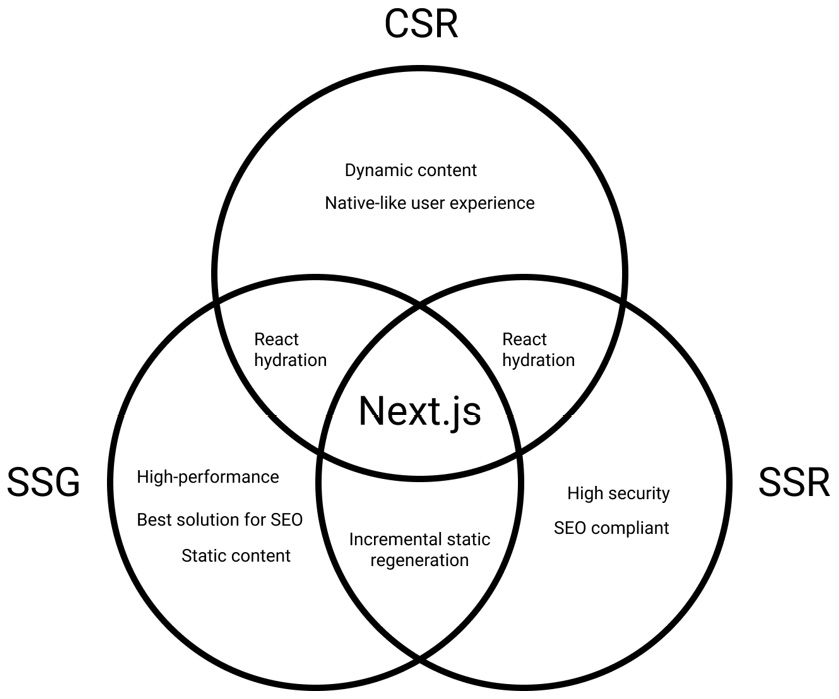 CSR
Dynamic content
Native-like user experience
React
hydration
React
hydration
Next.js
SSG
High-performance
Best solution for SEO
Static content
Incremental static
regeneration
High security
SEO compliant
SSR